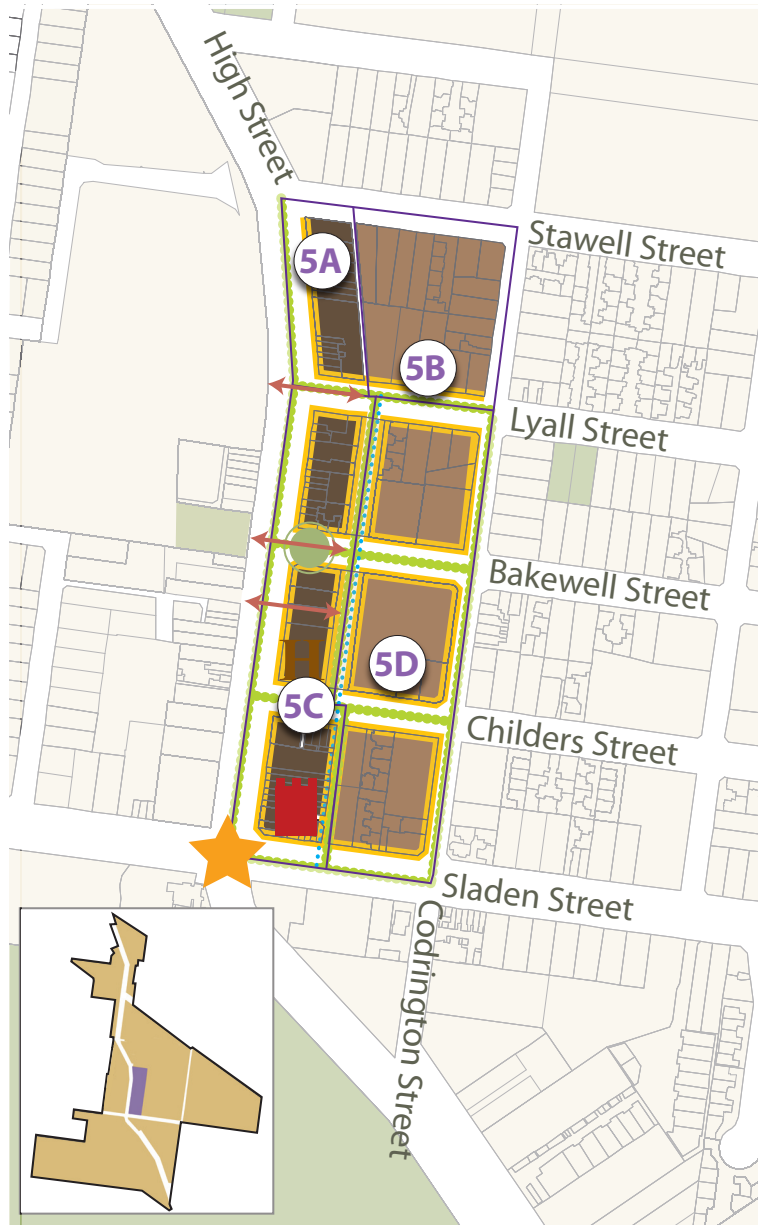 High Street
Stawell Street
5A
5B
Lyall Street
Bakewell Street
5D
5C
Childers Street
Sladen Street
Codrington Street